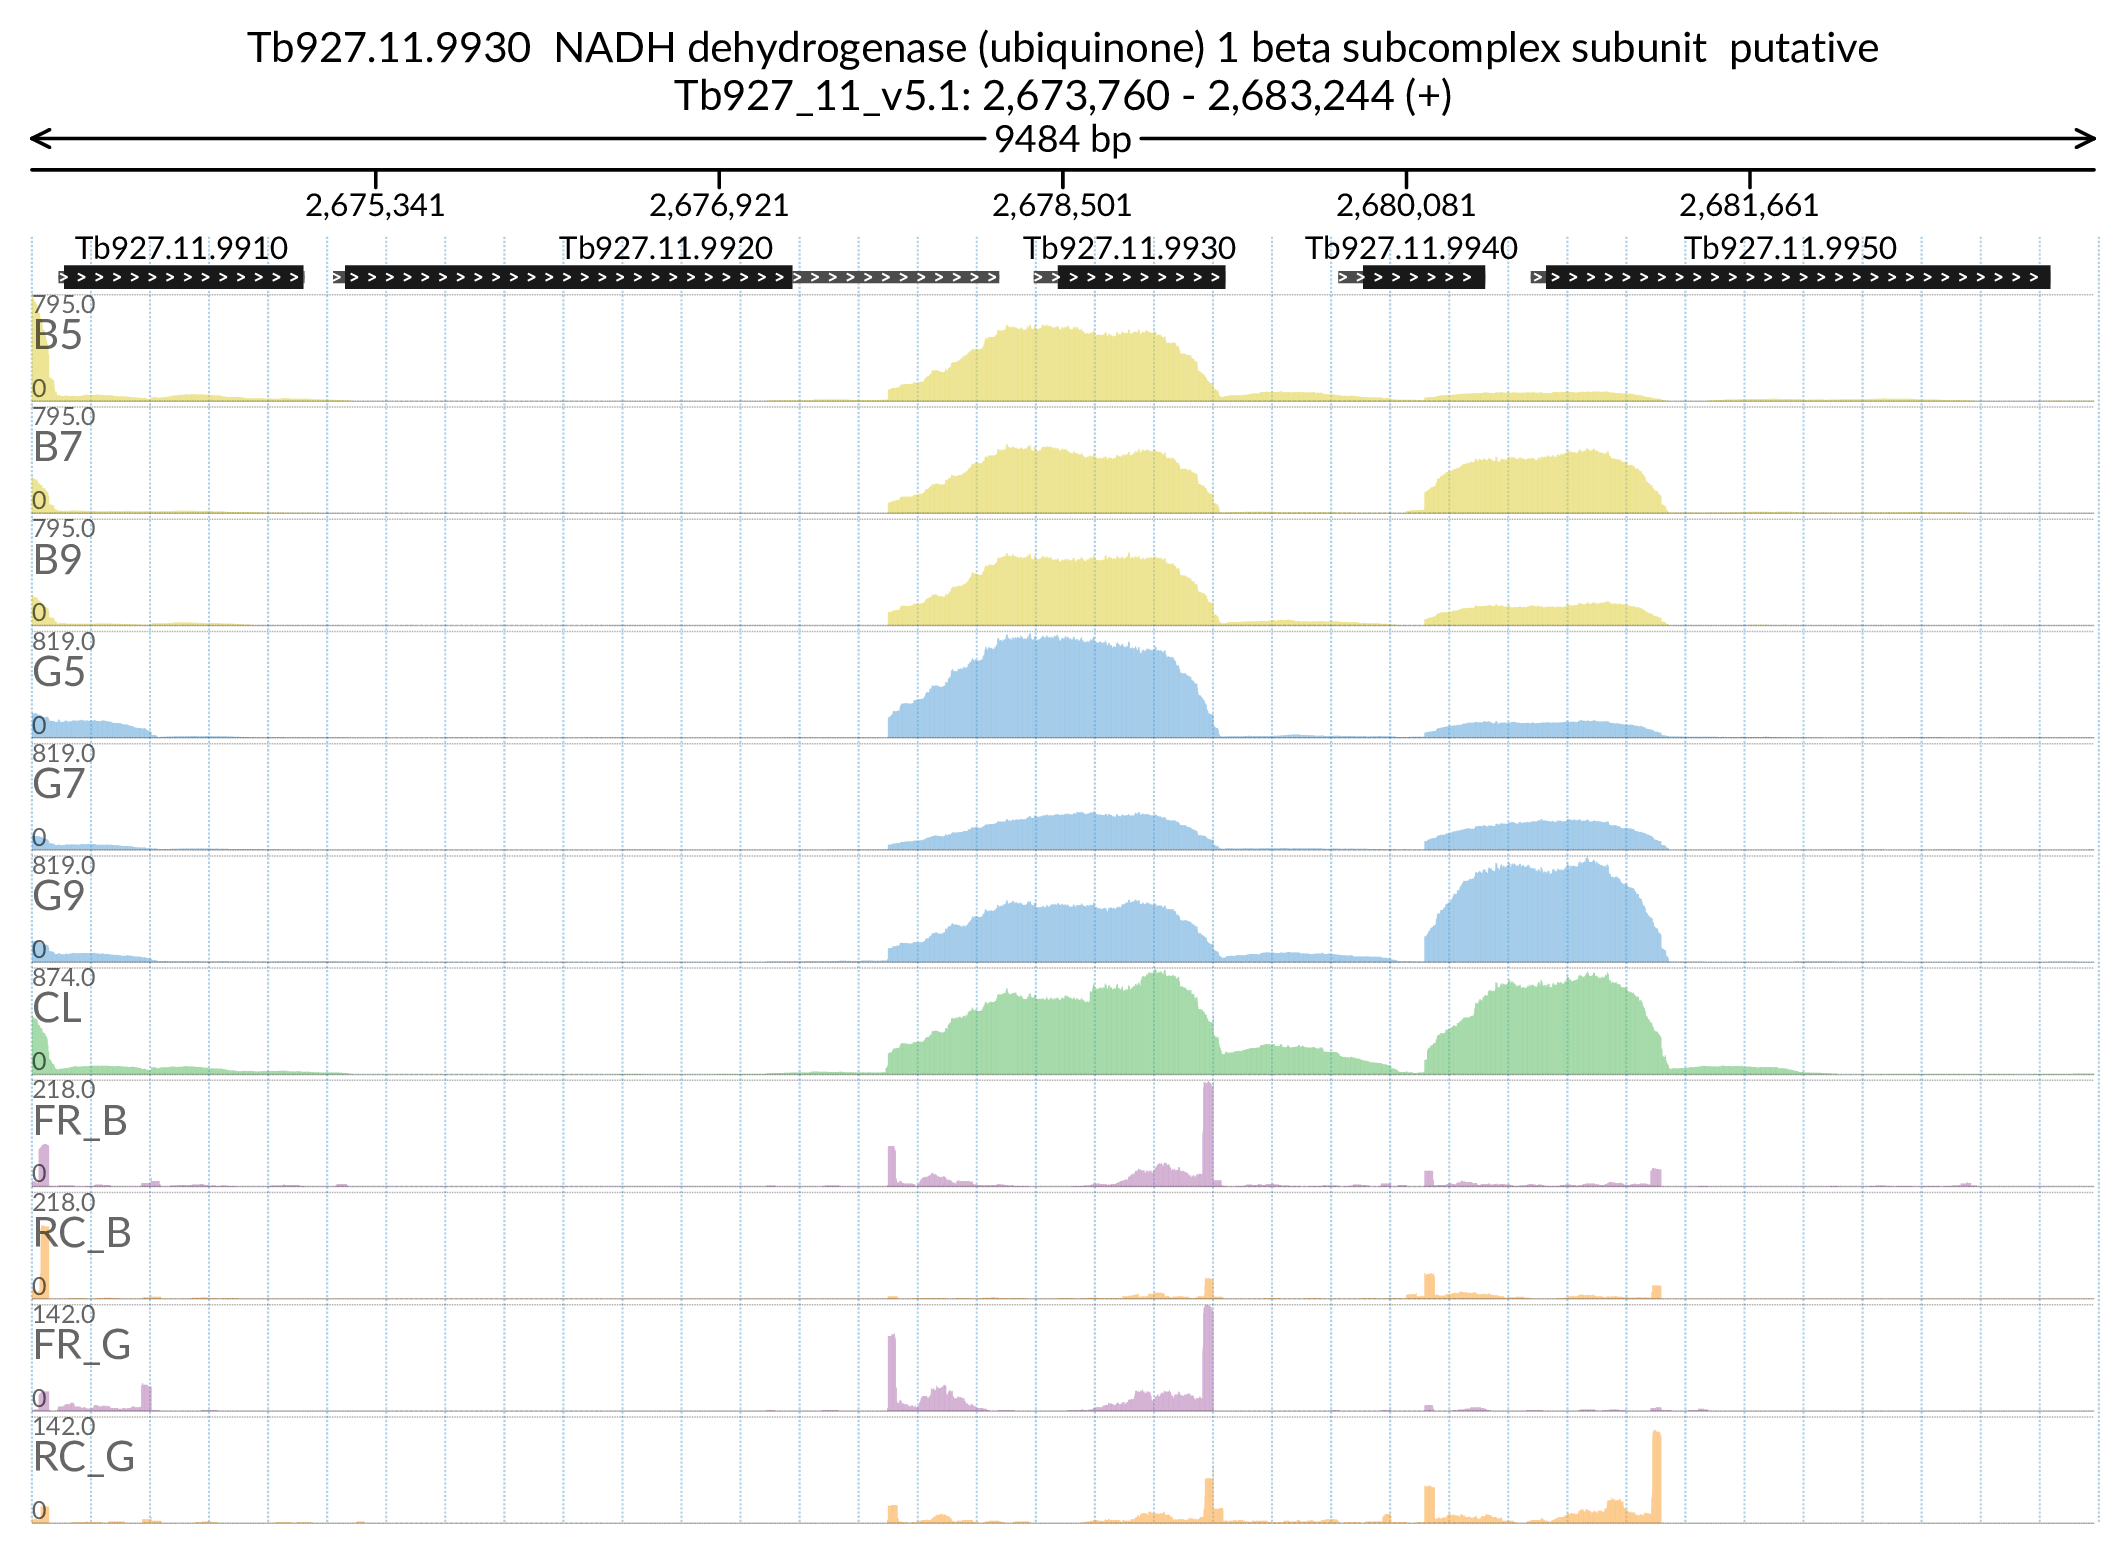 Tb927.11.9930  NADH dehydrogenase (ubiquinone) 1 beta subcomplex subunit  putative
Tb927_11_v5.1: 2,673,760 - 2,683,244 (+)
9484 bp
2,675,341 2,676,921 2,678,501 2,680,081 2,681,661
Tb927.11.9910 Tb927.11.9920 Tb927.11.9930 Tb927.11.9940 Tb927.11.9950
795.0
B5
0
795.0
B7
0
795.0
B9
0
819.0
G5
0
819.0
G7
0
819.0
G9
0
874.0
CL
0
218.0
FR_B
0
218.0
RC_B
0
142.0
FR_G
0
142.0
RC_G
0